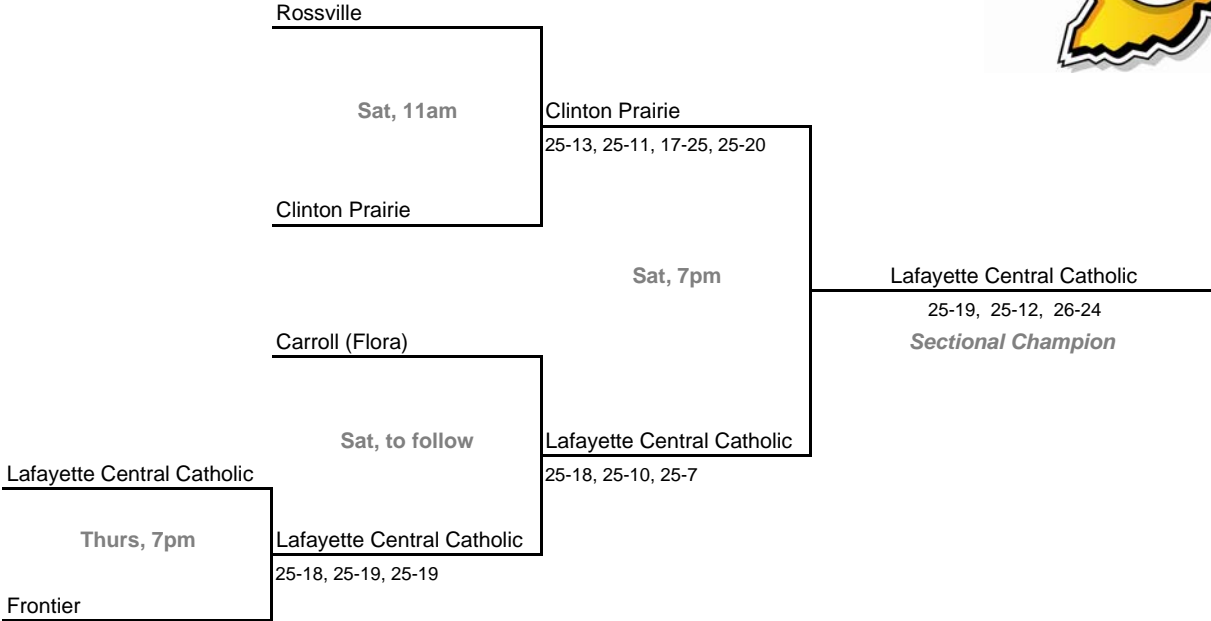 Rossville
Sat, 11am
Clinton Prairie
25-13, 25-11, 17-25, 25-20
Clinton Prairie
Sat, 7pm
Lafayette Central Catholic
25-19, 25-12, 26-24
Sectional Champion
Carroll (Flora)
Sat, to follow
Lafayette Central Catholic
25-18, 25-10, 25-7
Lafayette Central Catholic
Thurs, 7pm
Lafayette Central Catholic
25-18, 25-19, 25-19
Frontier